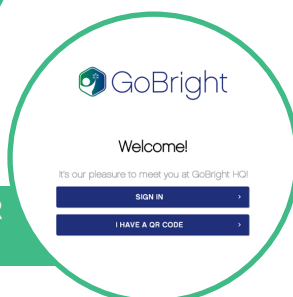 GoBright
Welcome!
It's our pleasure to meet you at GoBright HQ!
SIGN IN
I HAVE A QR CODE